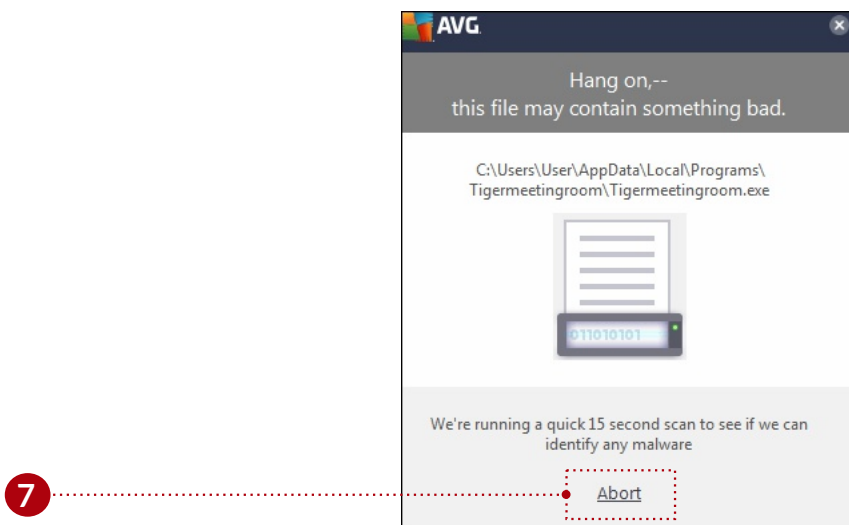 AVG
Hang on,--
this file may contain something bad.
C:\Users\User\AppData\Local\Programs\
Tigermeetingroom\Tigermeetingroom.exe
011010101
We're running a quick 15 second scan to see if we can
identify any malware
7
Abort